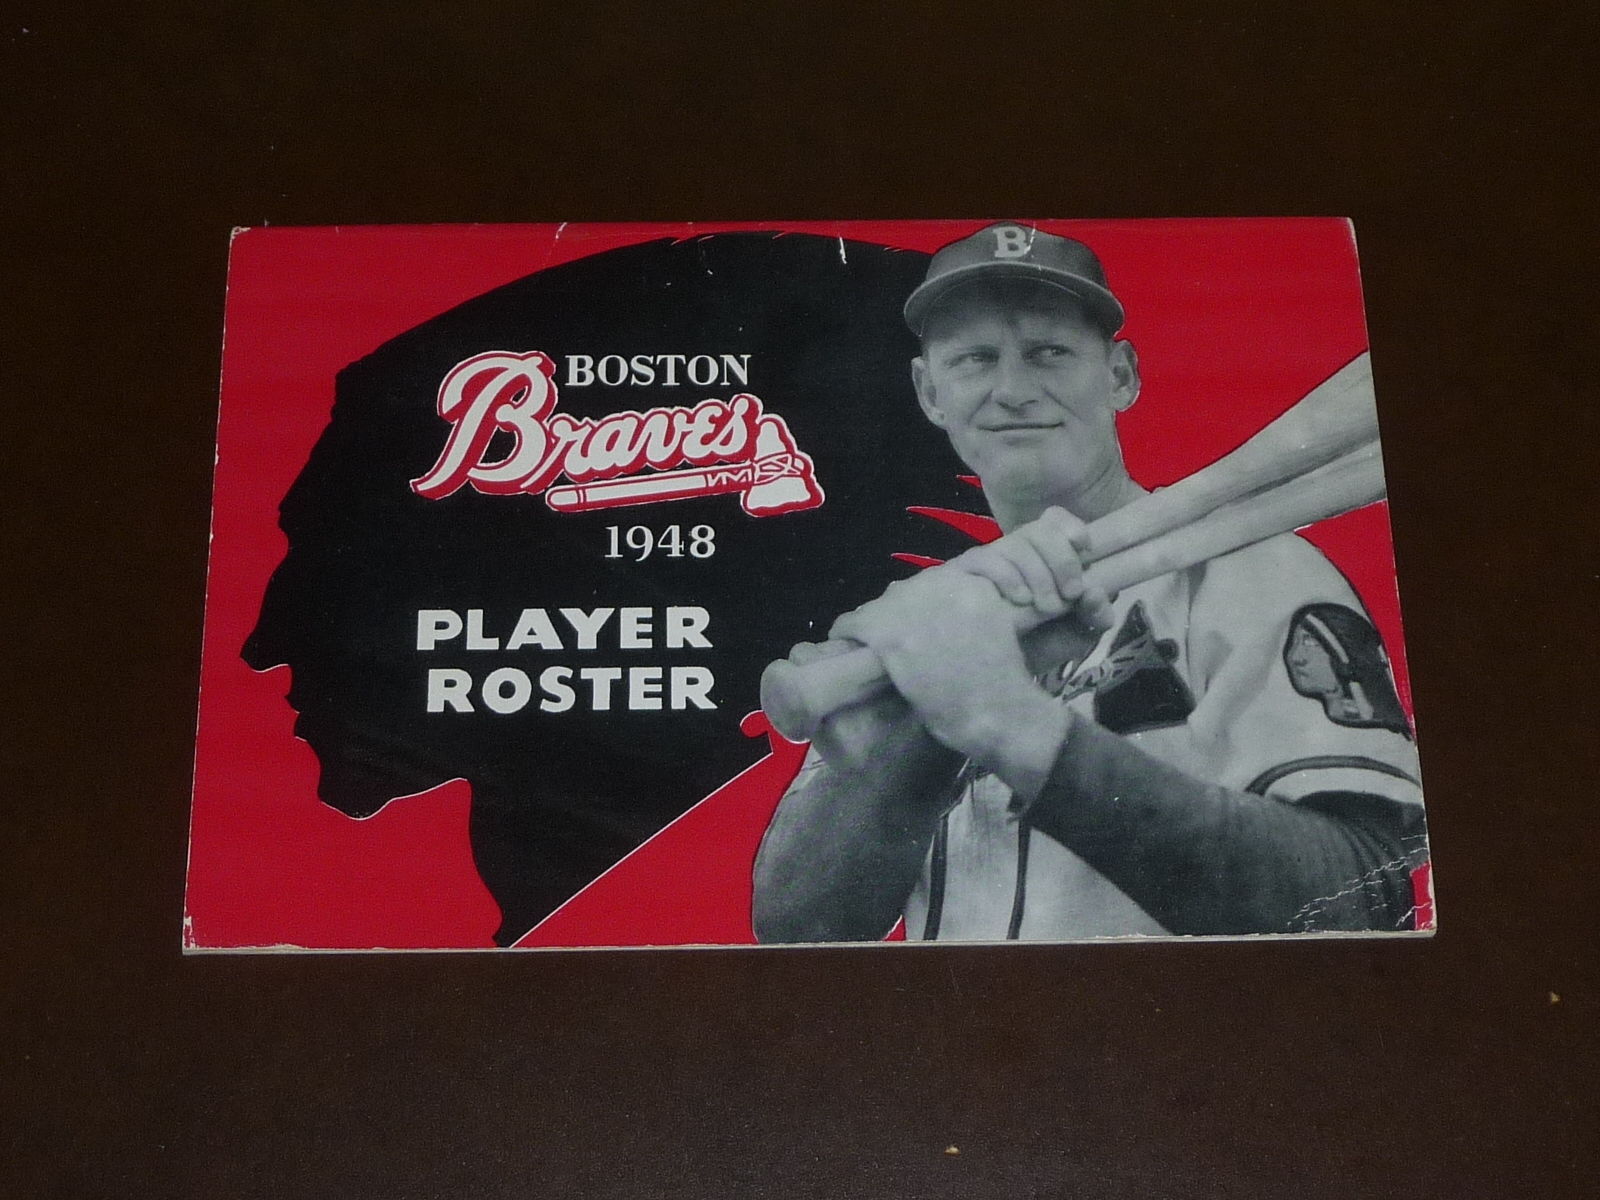 B
BOSTON
Braves
1948
PLAYER
ROSTER